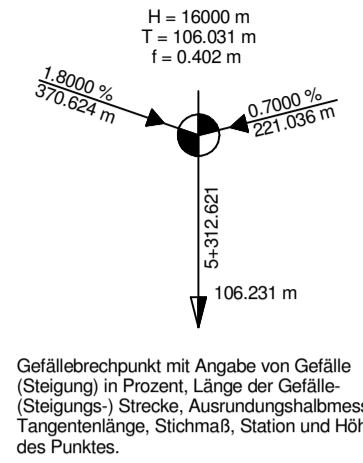 H = 16000 m
T = 106.031 m
f = 0.402 m
1.8000 %
370.624 m
0.7000 %
221.036 m
5+312.621
106.231 m
Gefällebrechpunkt mit Angabe von Gefälle
(Steigung) in Prozent, Länge der Gefälle-
(Steigungs-) Strecke, Ausrundungshalbmess
Tangentenlänge, Stichmaß, Station und Höh
des Punktes.